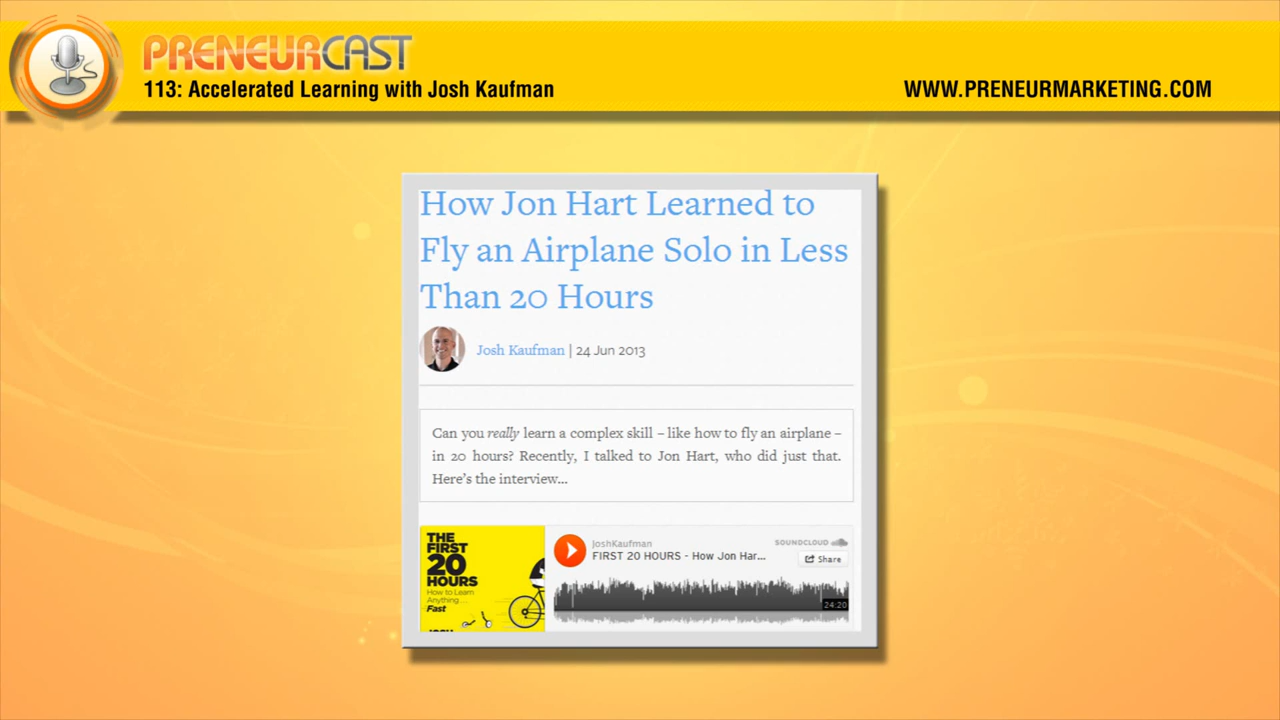 PRENEURCAST
113: Accelerated Learning with Josh Kaufman
WWW.PRENEURMARKETING.COM
How Jon Hart Learned to
Fly an Airplane Solo in Less
Than 20 Hours
Josh Kaufman | 24 Jun 2013
Can you really learn a complex skill – like how to fly an airplane –
in 20 hours? Recently, I talked to Jon Hart, who did just that.
Here's the interview...
THE
FIRST
20
HOURS
How to Learn
Anything...
Fast
JoshKaufman
SOUNDCLOUD
FIRST 20 HOURS - How Jon Har...
Share
24:20